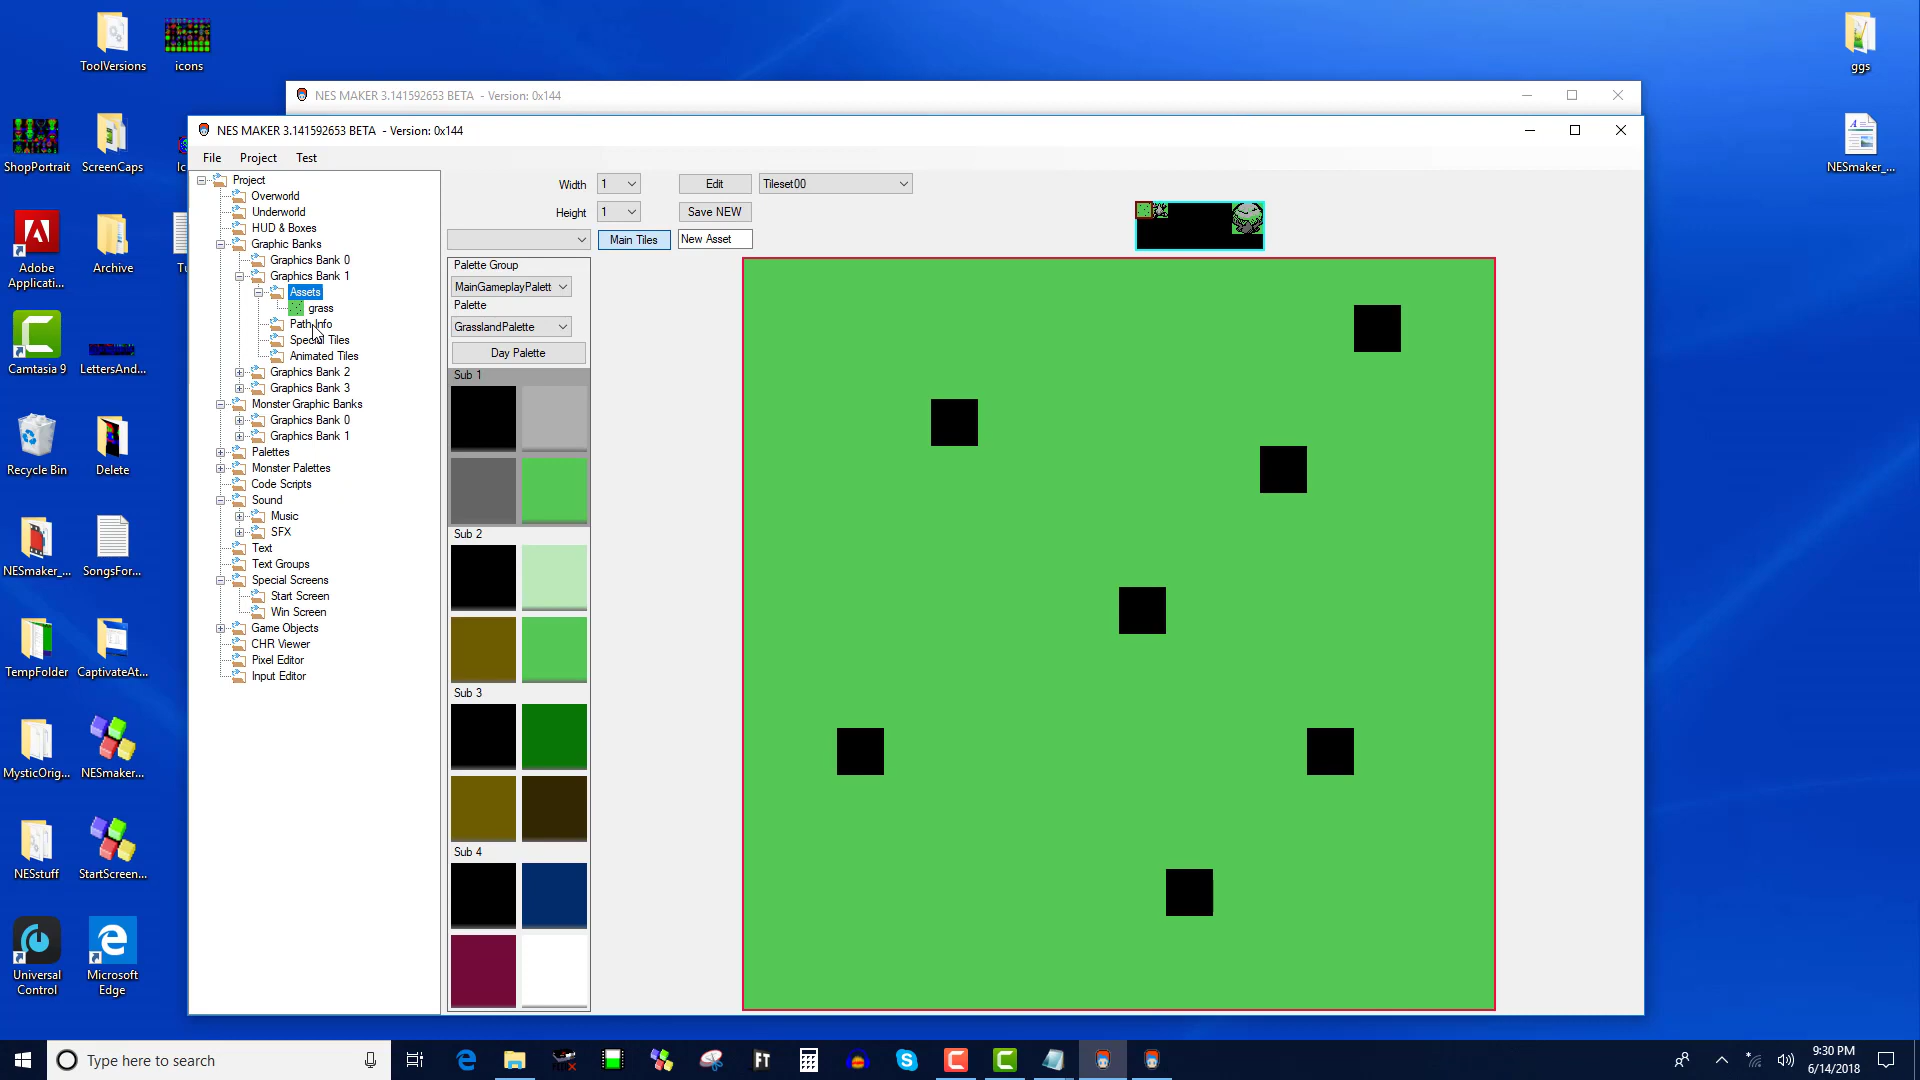 ToolVersions
icons
ggs
NES MAKER 3.141592653 BETA - Version: 0x144
NES MAKER 3.141592653 BETA - Version: 0x144
File Project Test
ShopPortrait
ScreenCaps
NESmaker_...
Project
Overworld
Underworld
HUD & Boxes
Graphic Banks
Graphics Bank 0
Graphics Bank 1
Assets
grass
Path Info
Special Tiles
Animated Tiles
Graphics Bank 2
Graphics Bank 3
Monster Graphic Banks
Graphics Bank 0
Graphics Bank 1
Palettes
Monster Palettes
Code Scripts
Sound
Music
SFX
Text
Text Groups
Special Screens
Start Screen
Win Screen
Game Objects
CHR Viewer
Pixel Editor
Input Editor
Width 1 Edit Tileset00
Height 1 Save NEW
Main Tiles New Asset
Palette Group
MainGameplayPalett
Palette
GrasslandPalette
Day Palette
Sub 1
Sub 2
Sub 3
Sub 4
Adobe
Applicati...
Archive
Camtasia 9
LettersAnd...
Recycle Bin
Delete
NESmaker_...
SongsFor...
TempFolder
CaptivateAt...
MysticOrig...
NESmaker...
NESstuff
StartScreen...
Universal
Control
Microsoft
Edge
Type here to search
FT
9:30 PM
6/14/2018